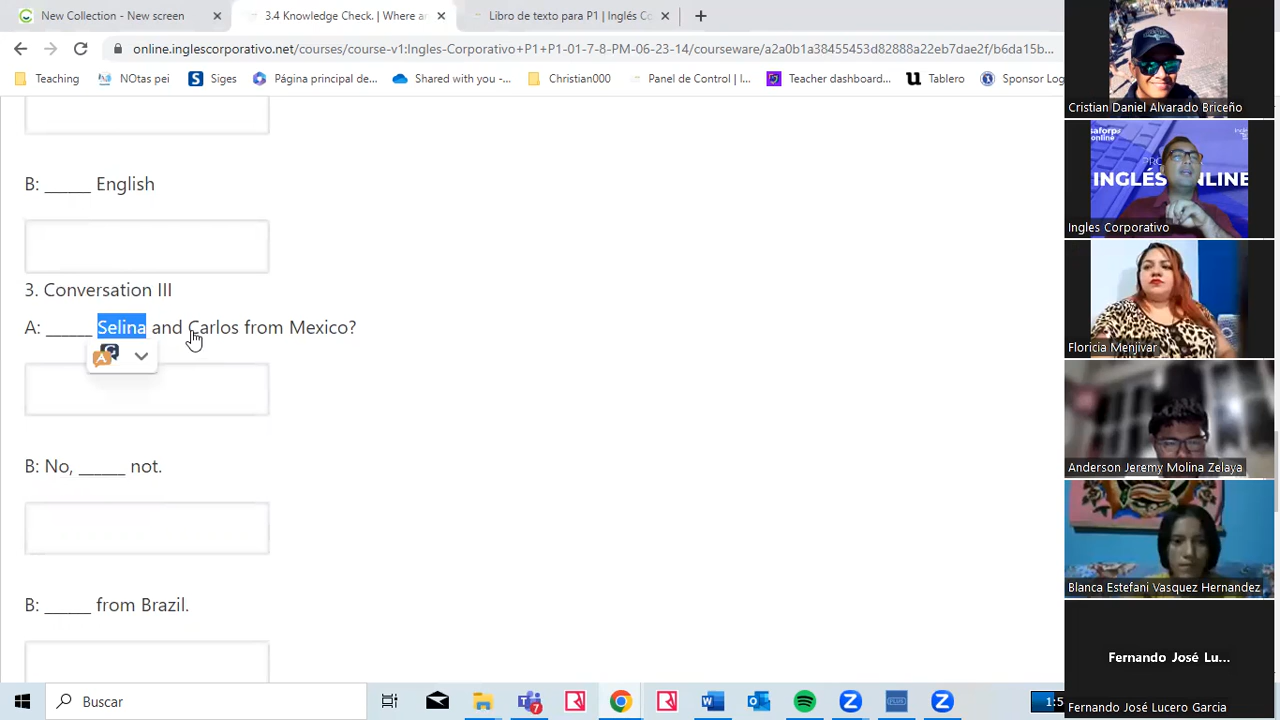 New Collection - New screen
3.4 Knowledge Check. | Where ar
Libro de texto para P1 | Inglés Co
online.inglescorporativo.net/courses/course-v1:Ingles-Corporativo+P1+P1-01-7-8-PM-06-23-14/courseware/a2a0b1a38455453d82888a22eb7dae2f/b6da15b...
Teaching
NOtas pei
Siges
Página principal de...
Shared with you -...
Christian000
Panel de Control | I...
Teacher dashboard...
Tablero
Sponsor Log
B: _____ English
3. Conversation III
A: _____ Selina and Carlos from Mexico?
B: No, _____ not.
B: _____ from Brazil.
Buscar
1:5
Cristian Daniel Alvarado Briceño
INGLÉS ONLINE
Ingles Corporativo
Floricia Menjivar
Anderson Jeremy Molina Zelaya
Blanca Estefani Vasquez Hernandez
Fernando José Lu...
Fernando José Lucero Garcia